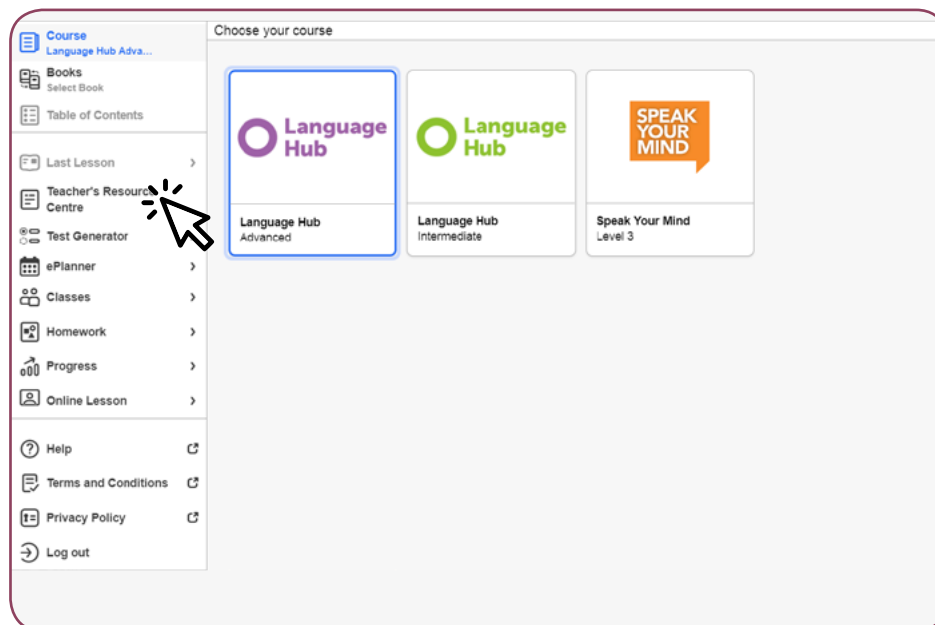 Course
Language Hub Adva...
Books
Select Book
Table of Contents
Last Lesson
Teacher's Resource
Centre
Test Generator
ePlanner
Classes
Homework
Progress
Online Lesson
Help
Terms and Conditions
Privacy Policy
Log out
Choose your course
Language
Hub
Language Hub
Advanced
Language
Hub
Language Hub
Intermediate
SPEAK
YOUR
MIND
Speak Your Mind
Level 3